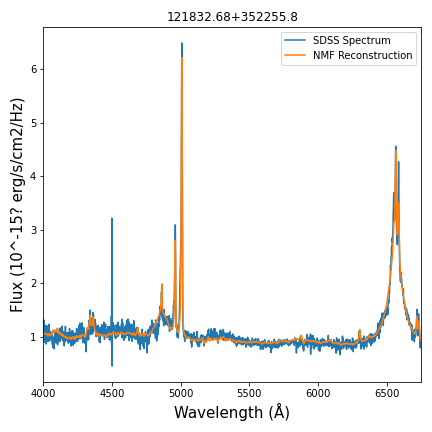 121832.68+352255.8
SDSS Spectrum
NMF Reconstruction
Flux (10^-15? erg/s/cm2/Hz)
6
5
4
3
2
1
4000 4500 5000 5500 6000 6500
Wavelength (Å)